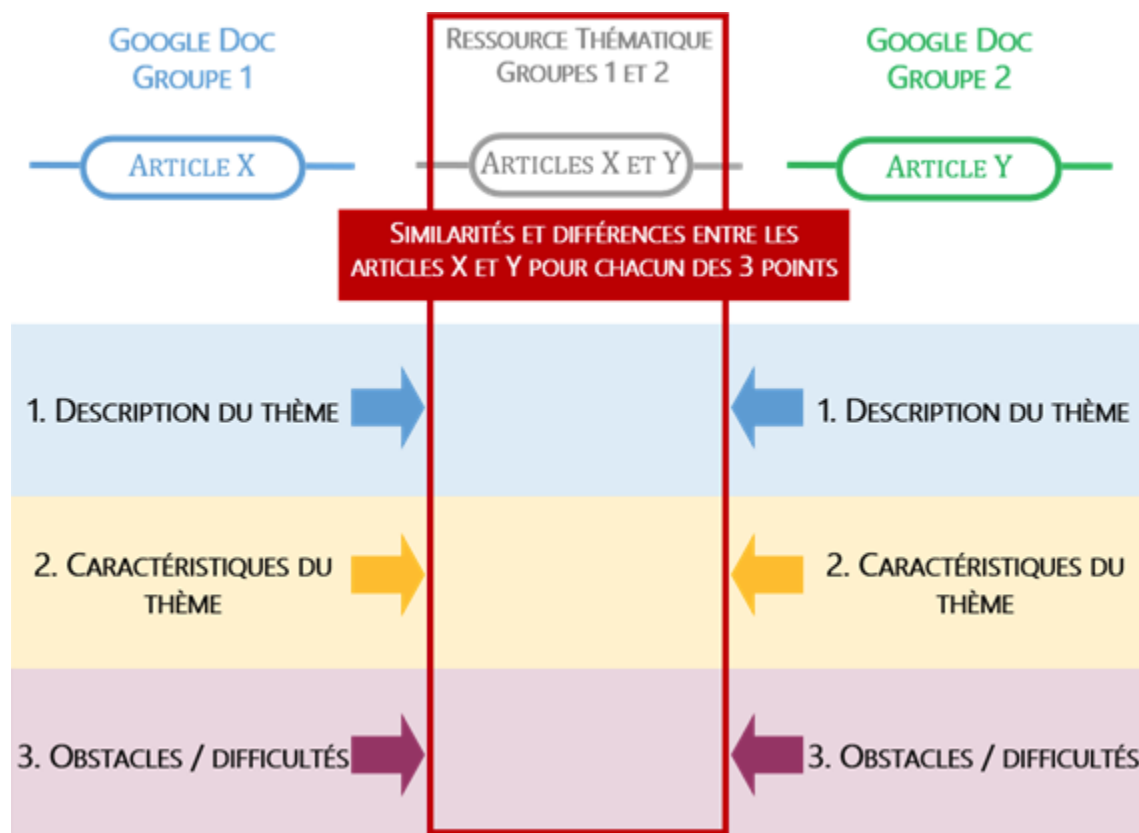 Google Doc
Groupe 1
Ressource Thématique
Groupes 1 et 2
Google Doc
Groupe 2
Article X
Articles X et Y
Article Y
Similarités et différences entre les
articles X et Y pour chacun des 3 points
1. Description du thème
1. Description du thème
2. Caractéristiques du
thème
2. Caractéristiques du
thème
3. Obstacles / difficultés
3. Obstacles / difficultés